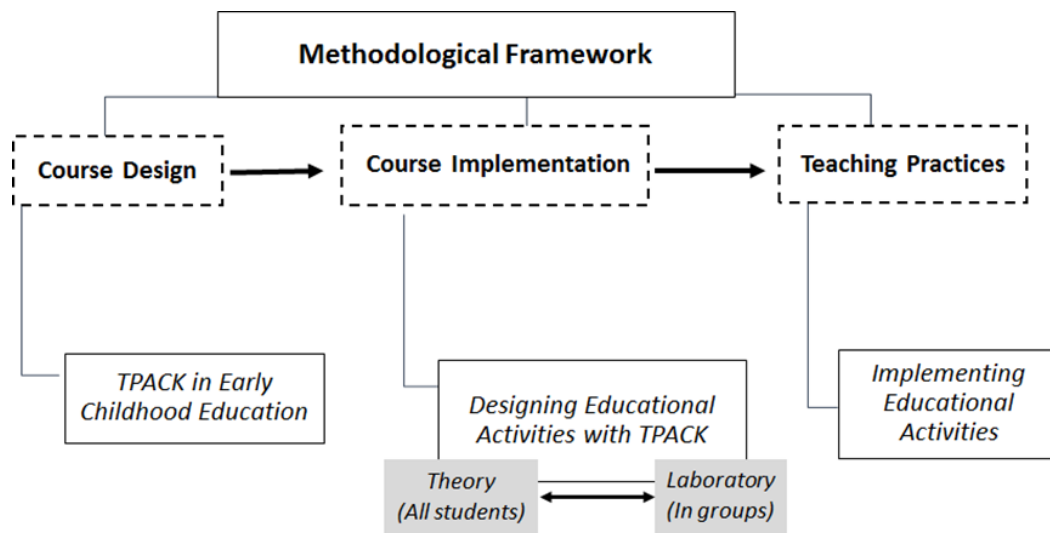 Methodological Framework
Course Design
Course Implementation
Teaching Practices
TPACK in Early
Childhood Education
Designing Educational
Activities with TPACK
Implementing
Educational
Activities
Theory
(All students)
Laboratory
(In groups)